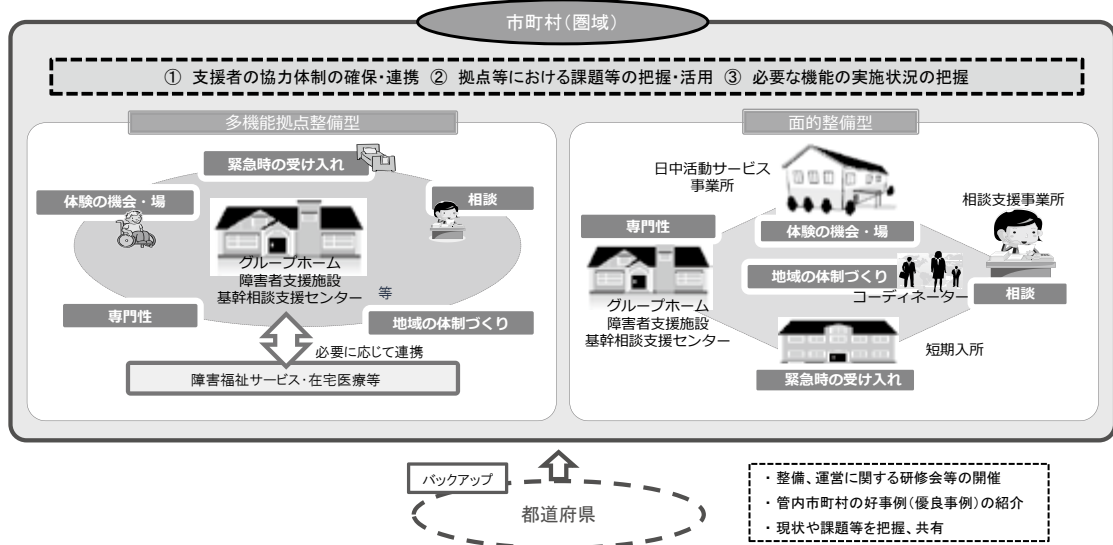 市町村(圏域)
① 支援者の協力体制の確保・連携 ② 拠点等における課題等の把握・活用 ③ 必要な機能の実施状況の把握
多機能拠点整備型
緊急時の受け入れ
体験の機会・場
相談
グループホーム
障害者支援施設
基幹相談支援センター 等
専門性
地域の体制づくり
必要に応じて連携
障害福祉サービス・在宅医療等
面的整備型
日中活動サービス
事業所
相談支援事業所
専門性
体験の機会・場
地域の体制づくり
コーディネーター
相談
グループホーム
障害者支援施設
基幹相談支援センター
短期入所
緊急時の受け入れ
バックアップ
都道府県
・整備、運営に関する研修会等の開催
・管内市町村の好事例(優良事例)の紹介
・現状や課題等を把握、共有